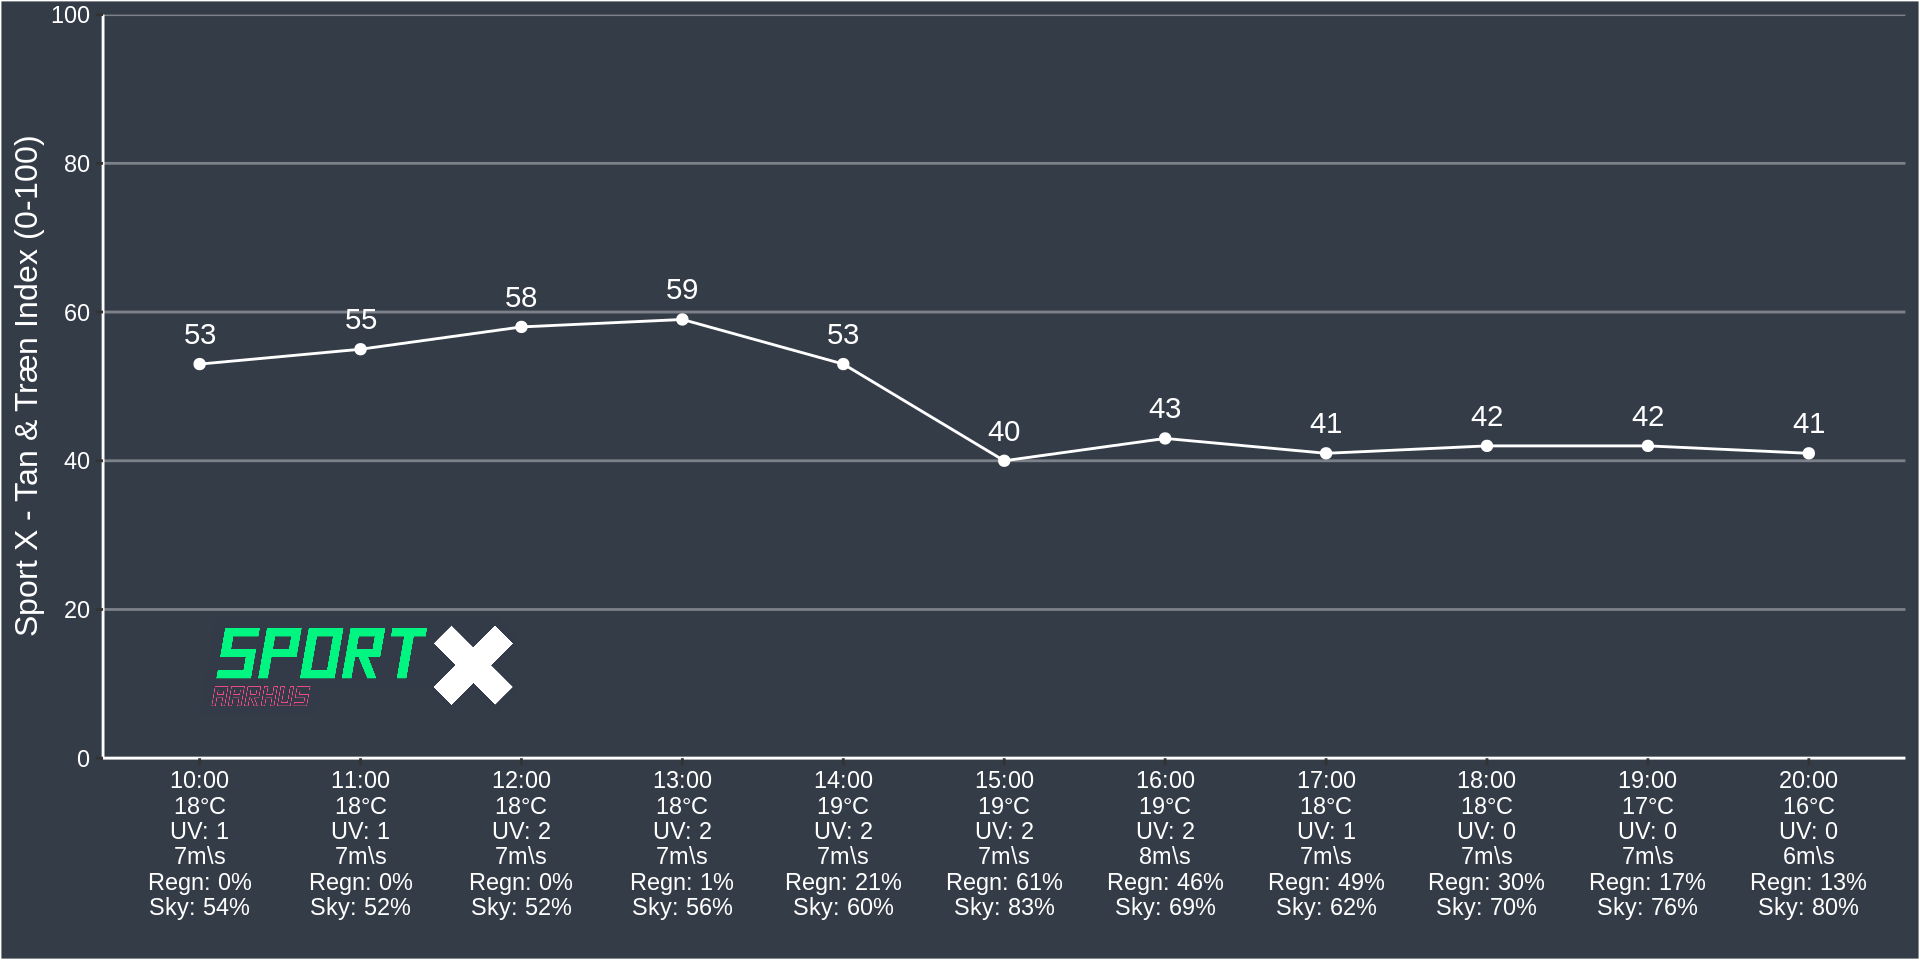 Sport X - Tan & Træn Index (0-100)
100
80
60
40
20
0
53
55
58
59
53
40
43
41
42
42
41
SPORT X
AARHUS
10:00 11:00 12:00 13:00 14:00 15:00 16:00 17:00 18:00 19:00 20:00
18°C 18°C 18°C 18°C 19°C 19°C 19°C 18°C 18°C 17°C 16°C
UV: 1 UV: 1 UV: 2 UV: 2 UV: 2 UV: 2 UV: 2 UV: 1 UV: 0 UV: 0 UV: 0
7m\s 7m\s 7m\s 7m\s 7m\s 7m\s 8m\s 7m\s 7m\s 7m\s 6m\s
Regn: 0% Regn: 0% Regn: 0% Regn: 1% Regn: 21% Regn: 61% Regn: 46% Regn: 49% Regn: 30% Regn: 17% Regn: 13%
Sky: 54% Sky: 52% Sky: 52% Sky: 56% Sky: 60% Sky: 83% Sky: 69% Sky: 62% Sky: 70% Sky: 76% Sky: 80%